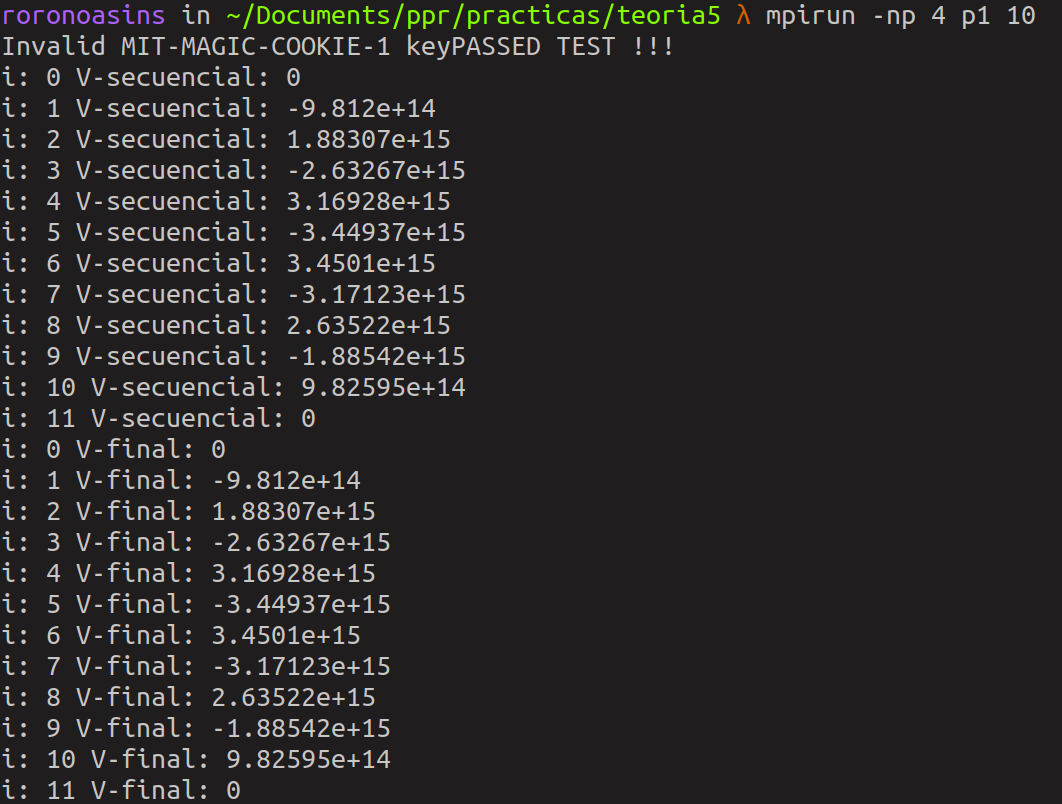 roronoasins in ~/Documents/ppr/practicas/teoria5 λ mpirun -np 4 p1 10
Invalid MIT-MAGIC-COOKIE-1 keyPASSED TEST !!!
i: 0 V-secuencial: 0
i: 1 V-secuencial: -9.812e+14
i: 2 V-secuencial: 1.88307e+15
i: 3 V-secuencial: -2.63267e+15
i: 4 V-secuencial: 3.16928e+15
i: 5 V-secuencial: -3.44937e+15
i: 6 V-secuencial: 3.4501e+15
i: 7 V-secuencial: -3.17123e+15
i: 8 V-secuencial: 2.63522e+15
i: 9 V-secuencial: -1.88542e+15
i: 10 V-secuencial: 9.82595e+14
i: 11 V-secuencial: 0
i: 0 V-final: 0
i: 1 V-final: -9.812e+14
i: 2 V-final: 1.88307e+15
i: 3 V-final: -2.63267e+15
i: 4 V-final: 3.16928e+15
i: 5 V-final: -3.44937e+15
i: 6 V-final: 3.4501e+15
i: 7 V-final: -3.17123e+15
i: 8 V-final: 2.63522e+15
i: 9 V-final: -1.88542e+15
i: 10 V-final: 9.82595e+14
i: 11 V-final: 0